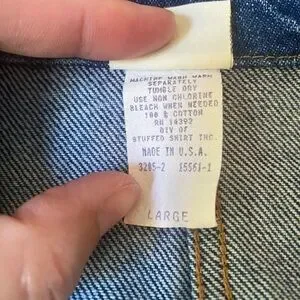 MACHINE WASH WARM
SEPARATELY
TUMBLE DRY
USE NON CHLORINE
BLEACH WHEN NEEDED
100 % COTTON
RN 14392
DIV OF
STUFFED SHIRT INC.
MADE IN U.S.A.
3205-2 15561-1
LARGE